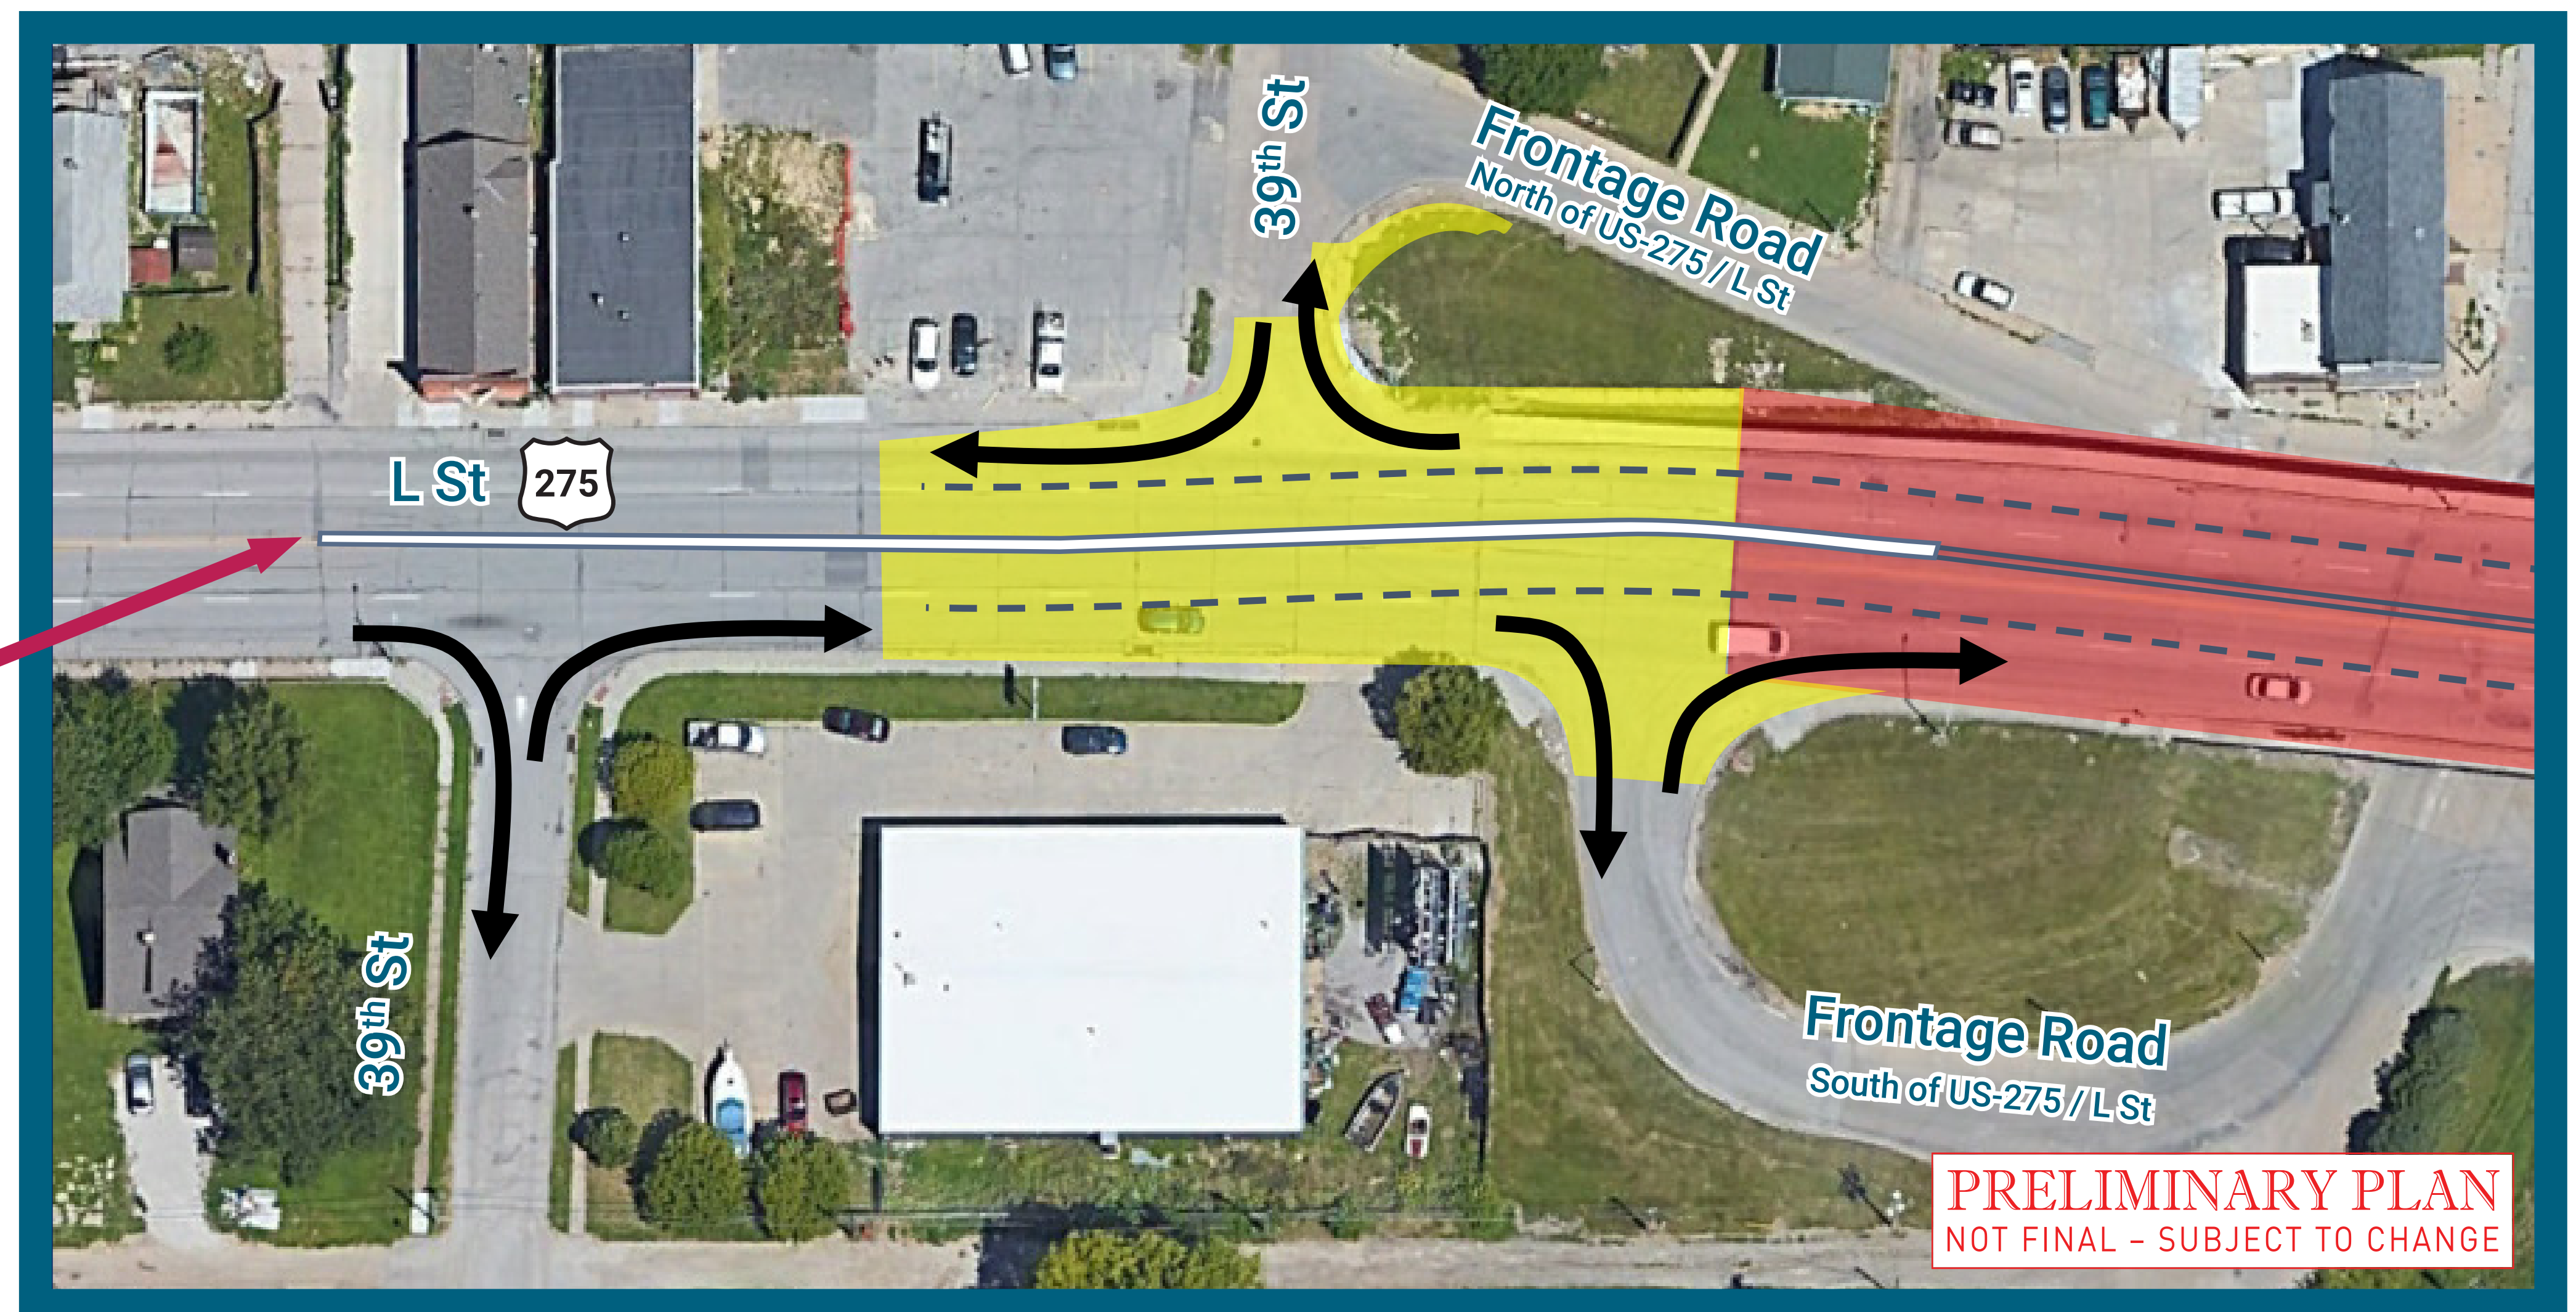 39th St
Frontage Road
North of US-275 / L St
L St
275
39th St
Frontage Road
South of US-275 / L St
PRELIMINARY PLAN
NOT FINAL – SUBJECT TO CHANGE